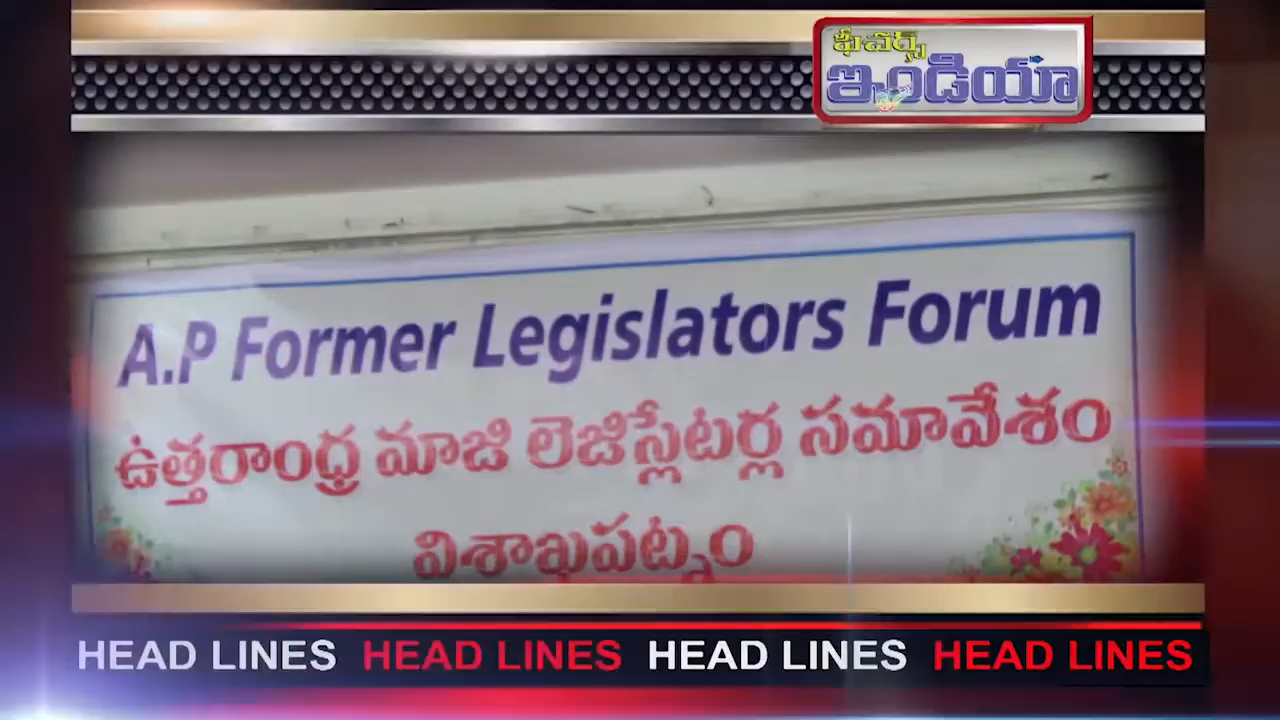 ఫీచర్స్
ఇండియా
A.P Former Legislators Forum
ఉత్తరాంధ్ర మాజి లెజిస్లేటర్ల సమావేశం
విశాఖపట్నం
HEAD LINES HEAD LINES HEAD LINES HEAD LINES